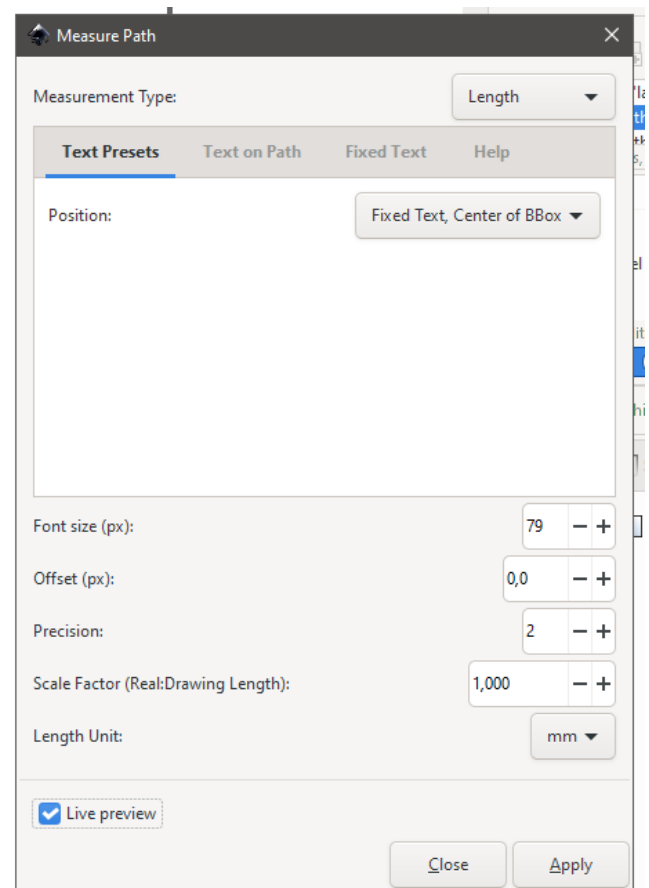 Measure Path
Measurement Type: Length
Text Presets Text on Path Fixed Text Help
Position: Fixed Text, Center of BBox
Font size (px): 79
Offset (px): 0,0
Precision: 2
Scale Factor (Real:Drawing Length): 1,000
Length Unit: mm
Live preview
Close Apply